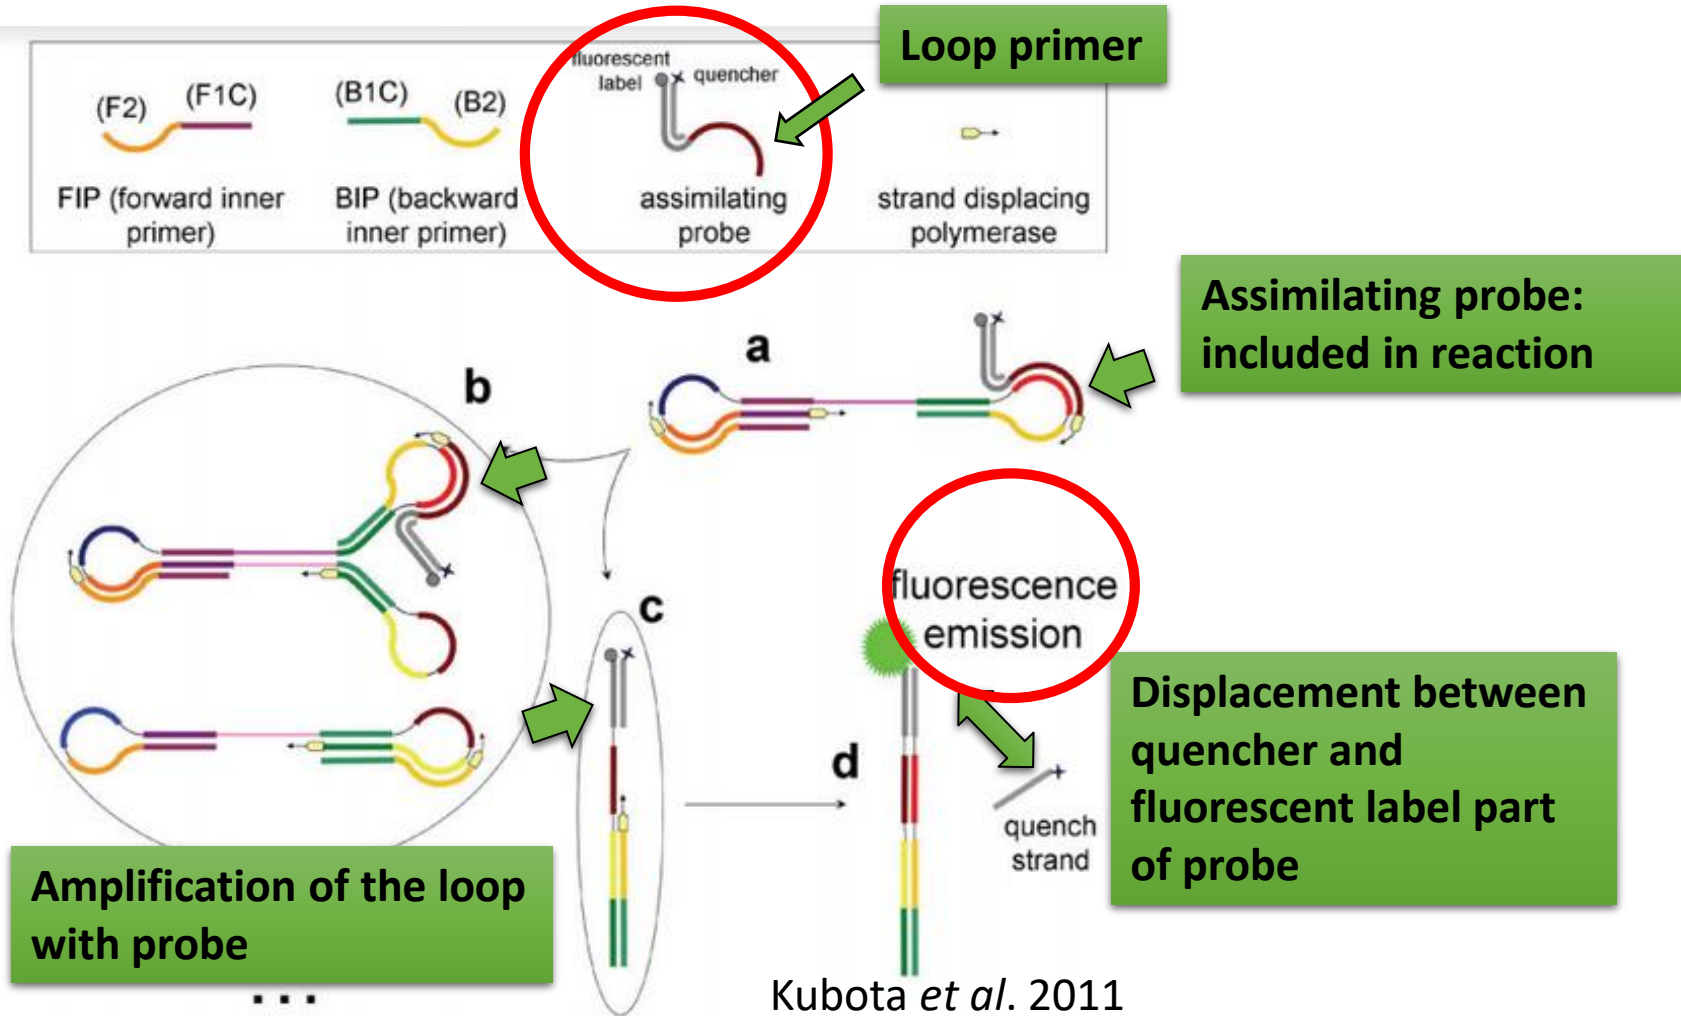 Loop primer
fluorescent
label
quencher
(F2)
(F1C)
(B1C)
(B2)
FIP (forward inner
primer)
BIP (backward
inner primer)
assimilating
probe
strand displacing
polymerase
Assimilating probe:
included in reaction
a
b
c
fluorescence
emission
d
quench
strand
Displacement between
quencher and
fluorescent label part
of probe
Amplification of the loop
with probe
...
Kubota et al. 2011